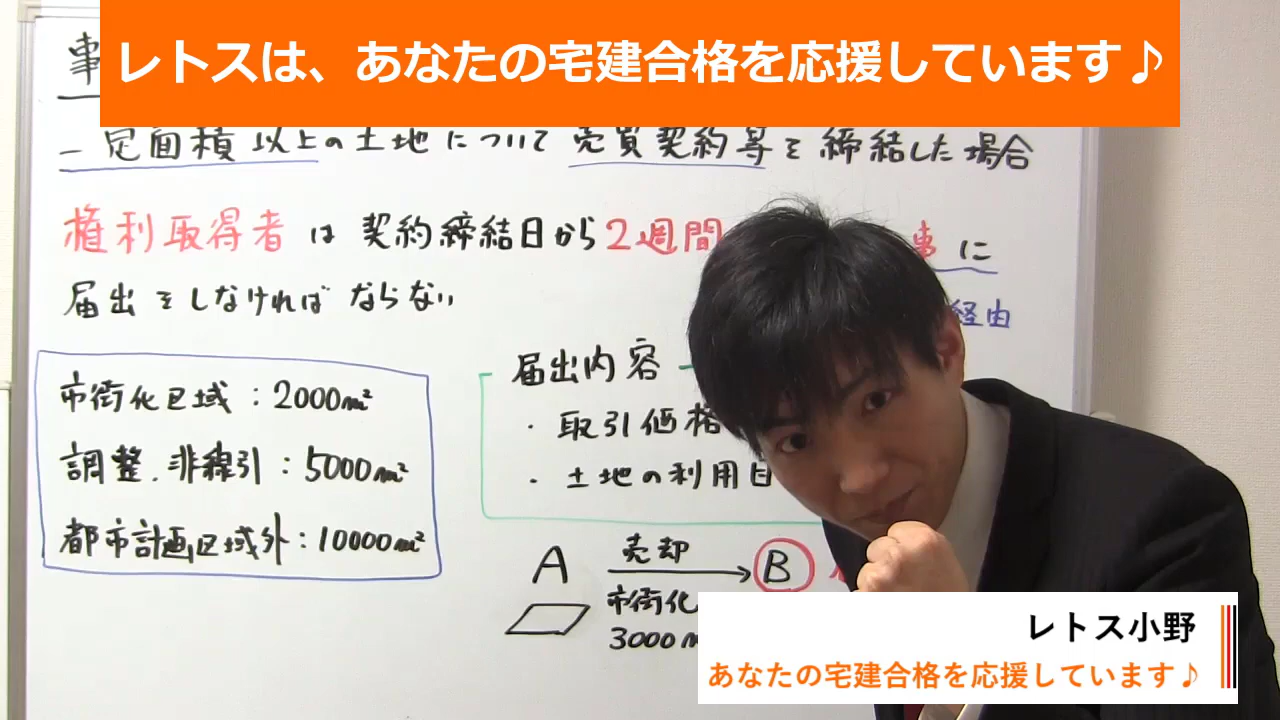 レトスは、あなたの宅建合格を応援しています♪
事
一定面積以上の土地について売買契約等を締結した場合
権利取得者は契約締結日から2週間 事に
経由
届出をしなければならない
市街化区域：2000㎡
調整．非線引：5000㎡
都市計画区域外：10000㎡
届出内容
・取引価格
・土地の利用目
A 売却 B
市街化
3000
レトス小野
あなたの宅建合格を応援しています♪